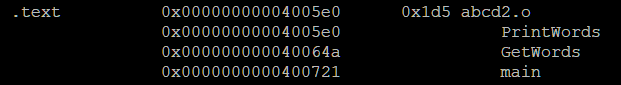 .text 0x00000000004005e0 0x1d5 abcd2.o
0x00000000004005e0 PrintWords
0x000000000040064a GetWords
0x0000000000400721 main